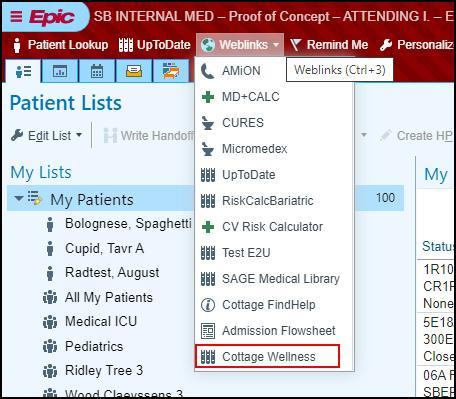 Epic SB INTERNAL MED – Proof of Concept – ATTENDING I. – E
Patient Lookup UpToDate Weblinks Remind Me Personaliz
Weblinks (Ctrl+3)
AMiON
MD+CALC
CURES
Micromedex
UpToDate
RiskCalcBariatric
CV Risk Calculator
Test E2U
SAGE Medical Library
Cottage FindHelp
Admission Flowsheet
Cottage Wellness
Patient Lists
Edit List Write Handoff Create HP
My Lists
My Patients 100
Bolognese, Spaghetti
Cupid, Tavr A
Radtest, August
All My Patients
Medical ICU
Pediatrics
Ridley Tree 3
Wood Claeyssens 3
My
Status
1R10
CR1R
None
5E18
300E
Close
06A F
SBEF